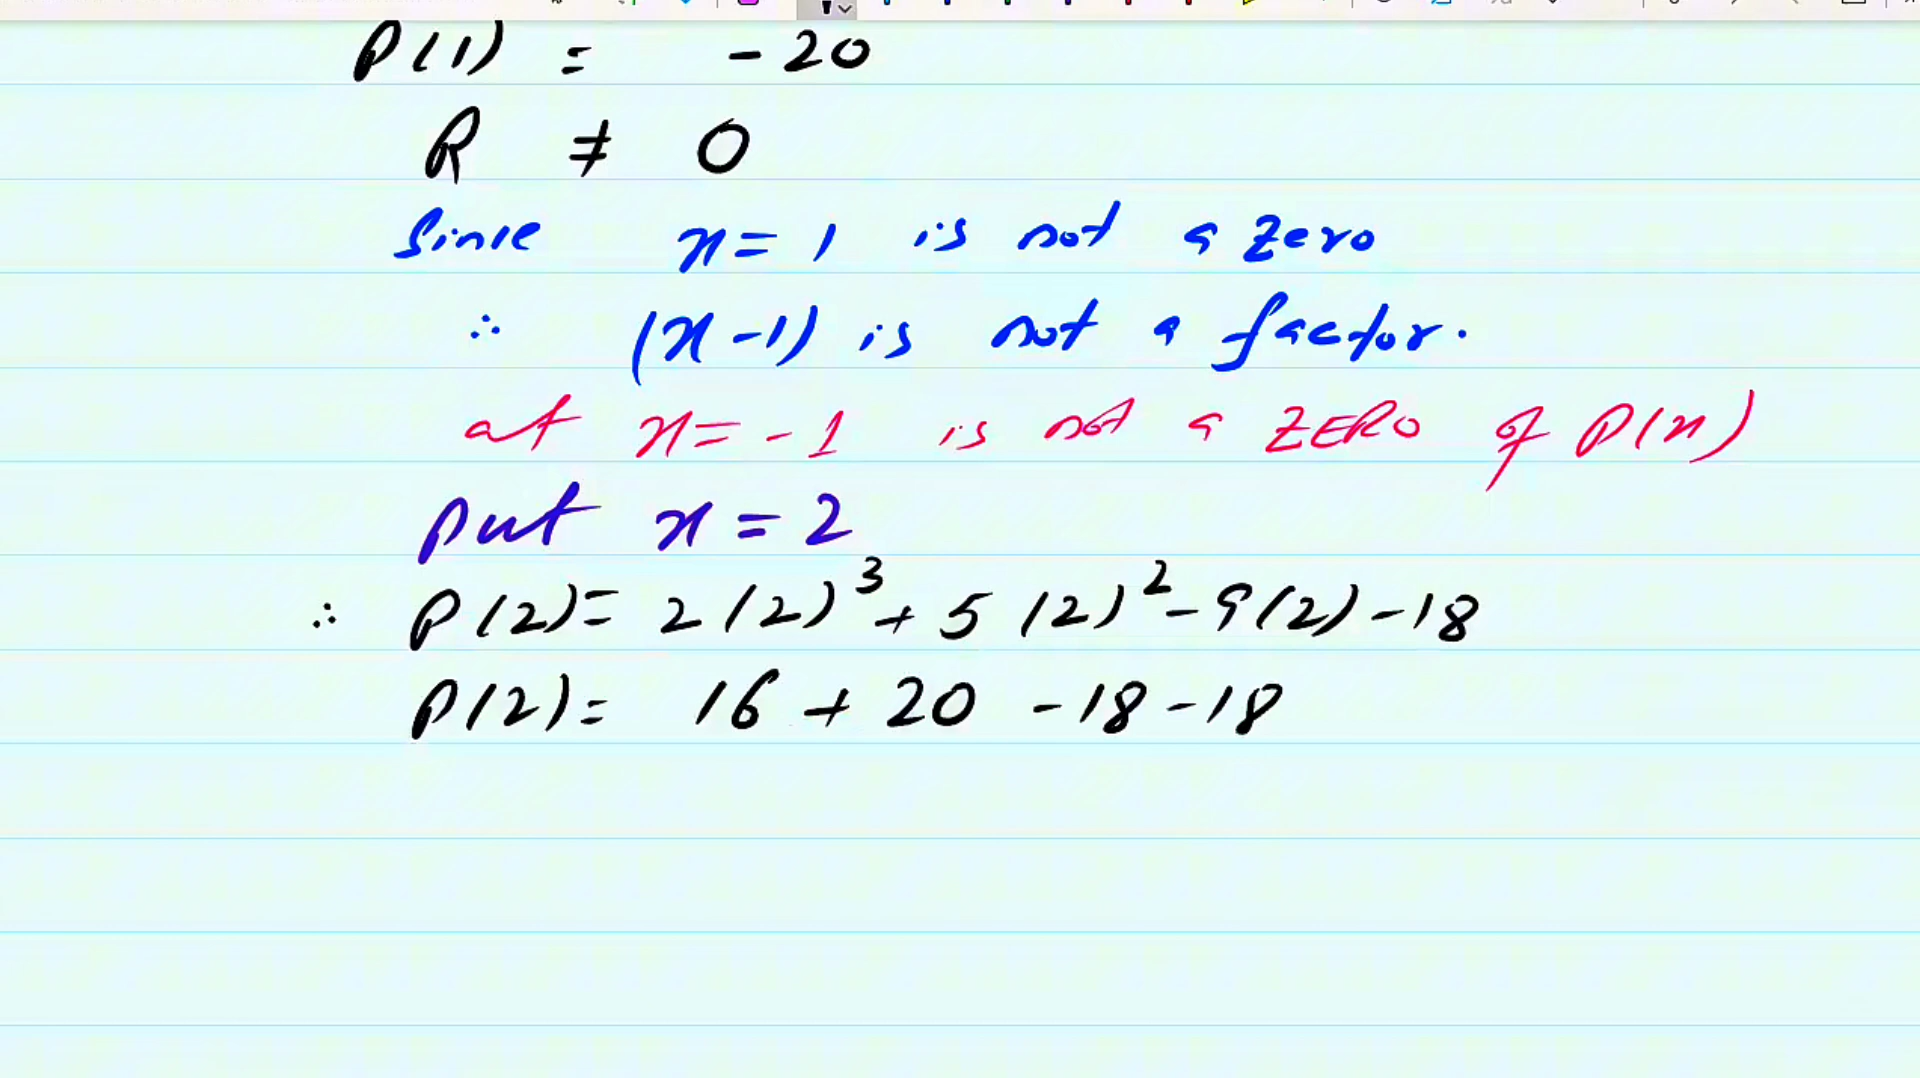 P(1) = -20
R ≠ 0
Since x = 1 is not a zero
∴ (x-1) is not a factor.
at x = -1 is not a ZERO of P(x)
put x = 2
∴ P(2) = 2(2)³ + 5(2)² - 9(2) - 18
P(2) = 16 + 20 - 18 - 18